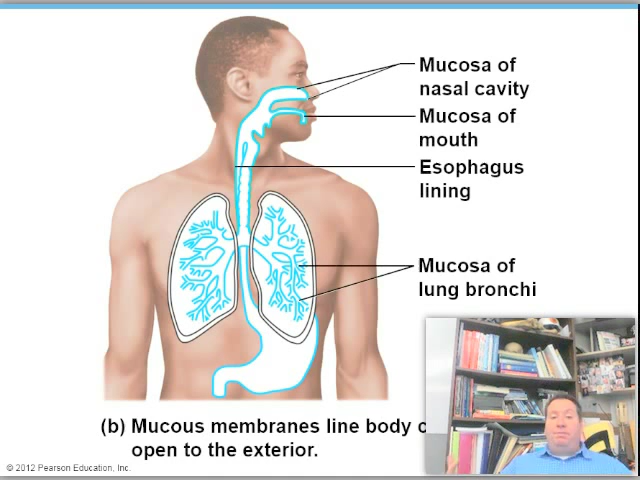 Mucosa of
nasal cavity
Mucosa of
mouth
Esophagus
lining
Mucosa of
lung bronchi
(b) Mucous membranes line body
open to the exterior.
© 2012 Pearson Education, Inc.